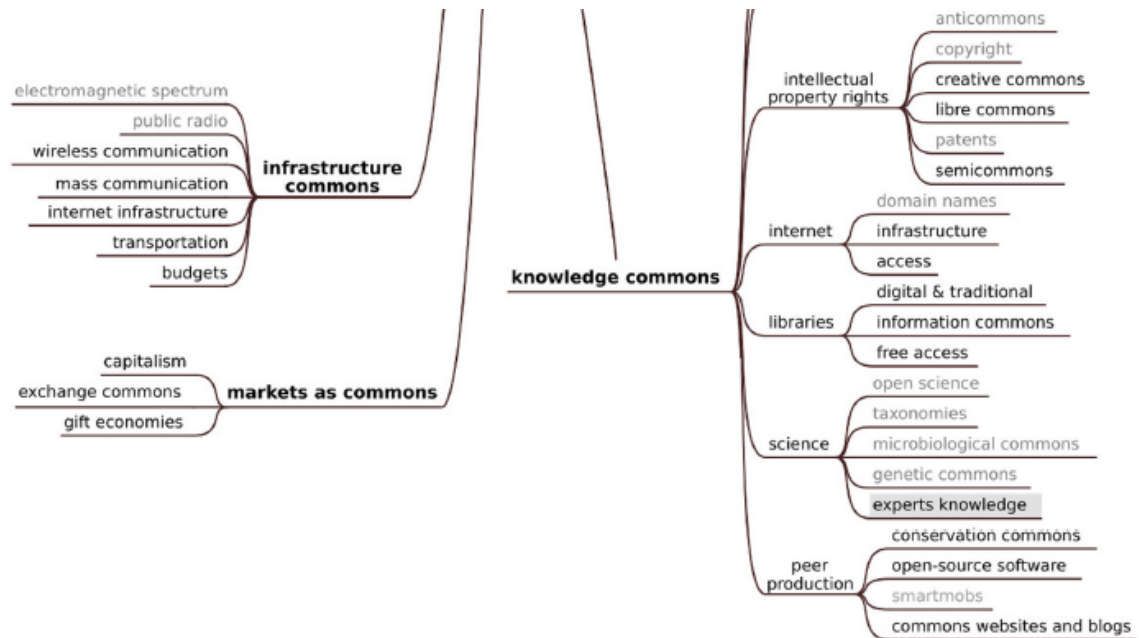 electromagnetic spectrum
public radio
wireless communication
mass communication
internet infrastructure
transportation
budgets
infrastructure
commons
capitalism
exchange commons
gift economies
markets as commons
knowledge commons
intellectual
property rights
anticommons
copyright
creative commons
libre commons
patents
semicommons
internet
domain names
infrastructure
access
libraries
digital & traditional
information commons
free access
science
open science
taxonomies
microbiological commons
genetic commons
experts knowledge
peer
production
conservation commons
open-source software
smartmobs
commons websites and blogs